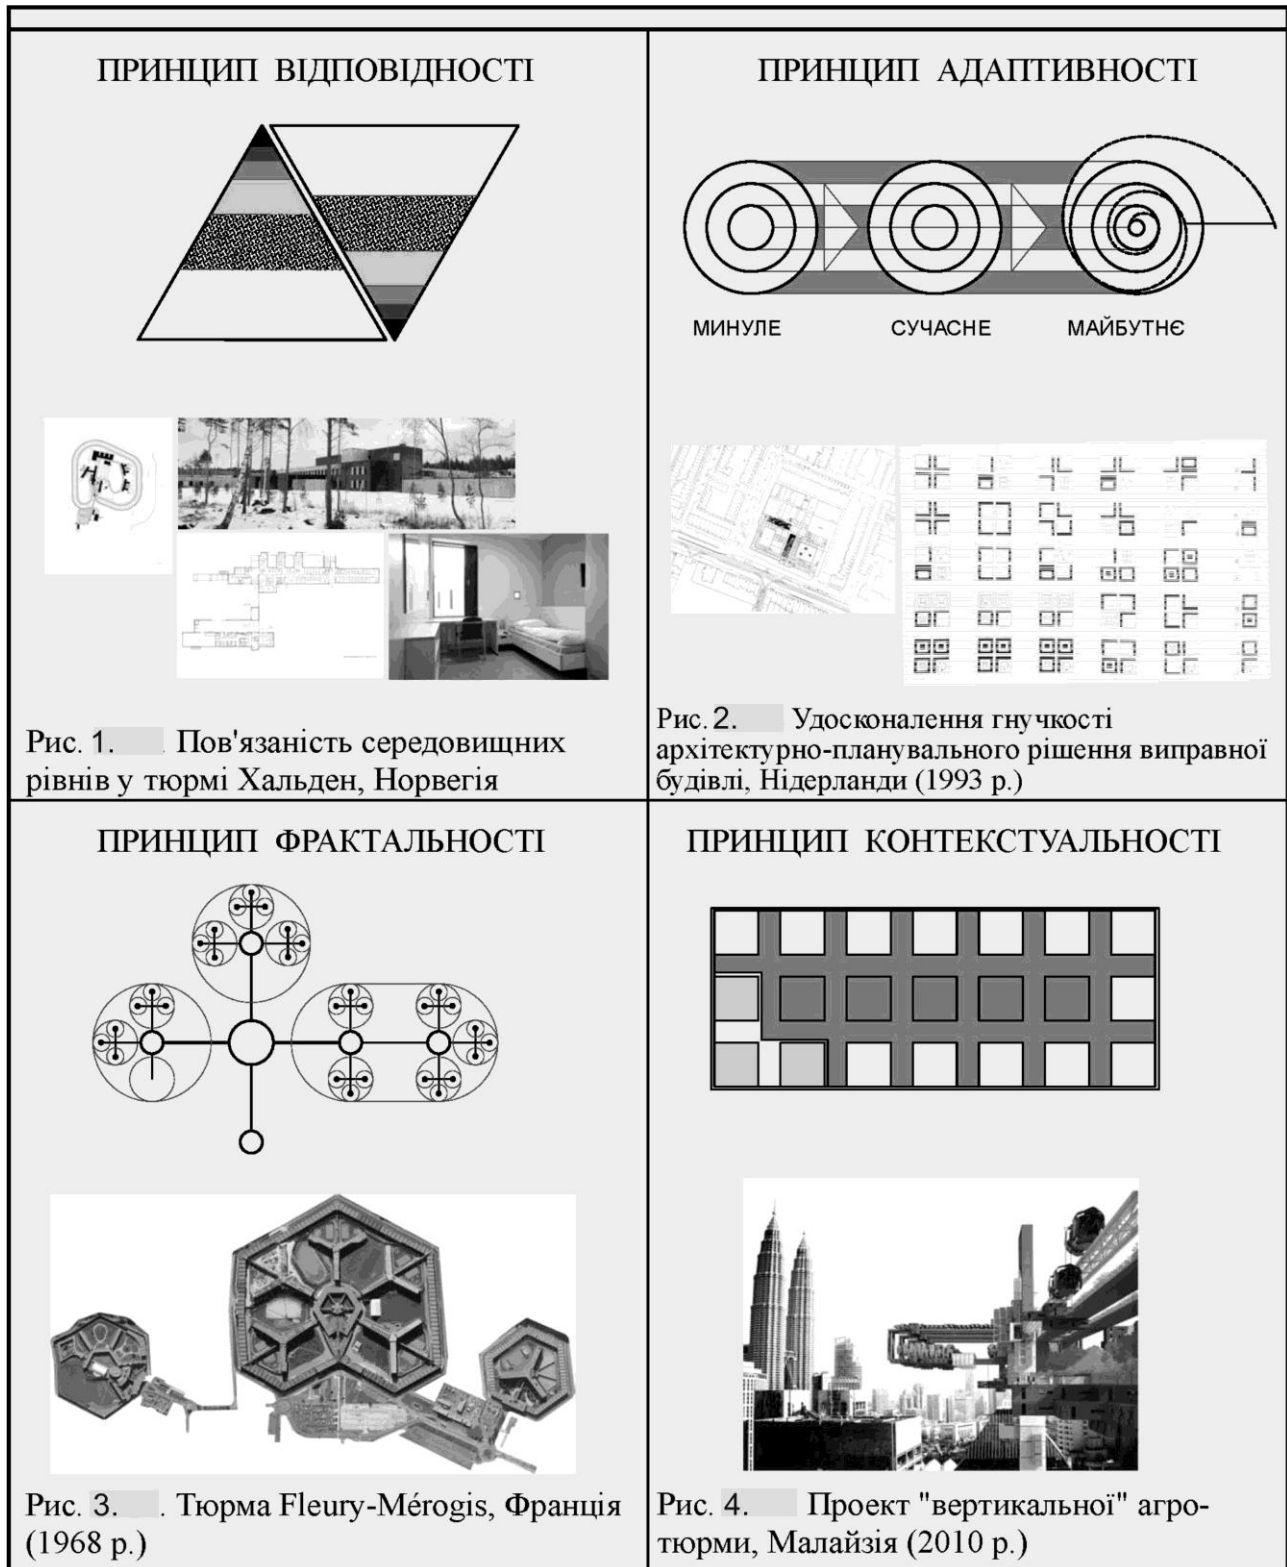 ПРИНЦИП ВІДПОВІДНОСТІ
Рис. 1. . Пов'язаність середовищних
рівнів у тюрмі Хальден, Норвегія
ПРИНЦИП АДАПТИВНОСТІ
МИНУЛЕ СУЧАСНЕ МАЙБУТНЄ
Рис. 2. Удосконалення гнучкості
архітектурно-планувального рішення виправної
будівлі, Нідерланди (1993 р.)
ПРИНЦИП ФРАКТАЛЬНОСТІ
Рис. 3. . Тюрма Fleury-Mérogis, Франція
(1968 р.)
ПРИНЦИП КОНТЕКСТУАЛЬНОСТІ
Рис. 4. Проект "вертикальної" агро-
тюрми, Малайзія (2010 р.)